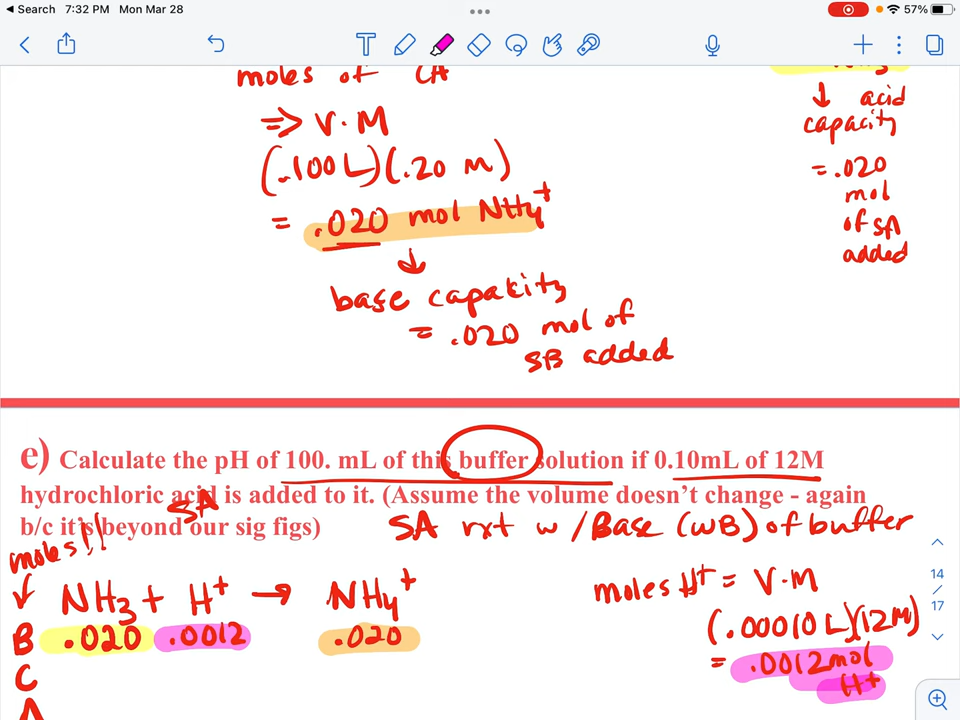 Search 7:32 PM Mon Mar 28
57%
moles of CA
=> V·M
(.100L)(.20 M)
= .020 mol NH4+
↓
base capacity
= .020 mol of
SB added
↓ acid
capacity
= .020
mol
of SA
added
e) Calculate the pH of 100. mL of this buffer solution if 0.10mL of 12M
hydrochloric acid is added to it. (Assume the volume doesn't change - again
b/c it's beyond our sig figs)
SA
SA rxt w/Base (WB) of buffer
moles!!
↓ NH3 + H+ → NH4+
B .020 .0012 .020
C
A
moles H+ = V·M
(.00010 L)(12M)
= .0012mol
H+
14
/
17